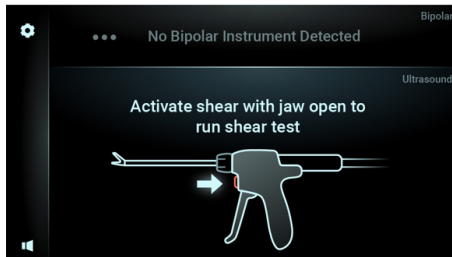 Bipolar
No Bipolar Instrument Detected
Ultrasound
Activate shear with jaw open to
run shear test